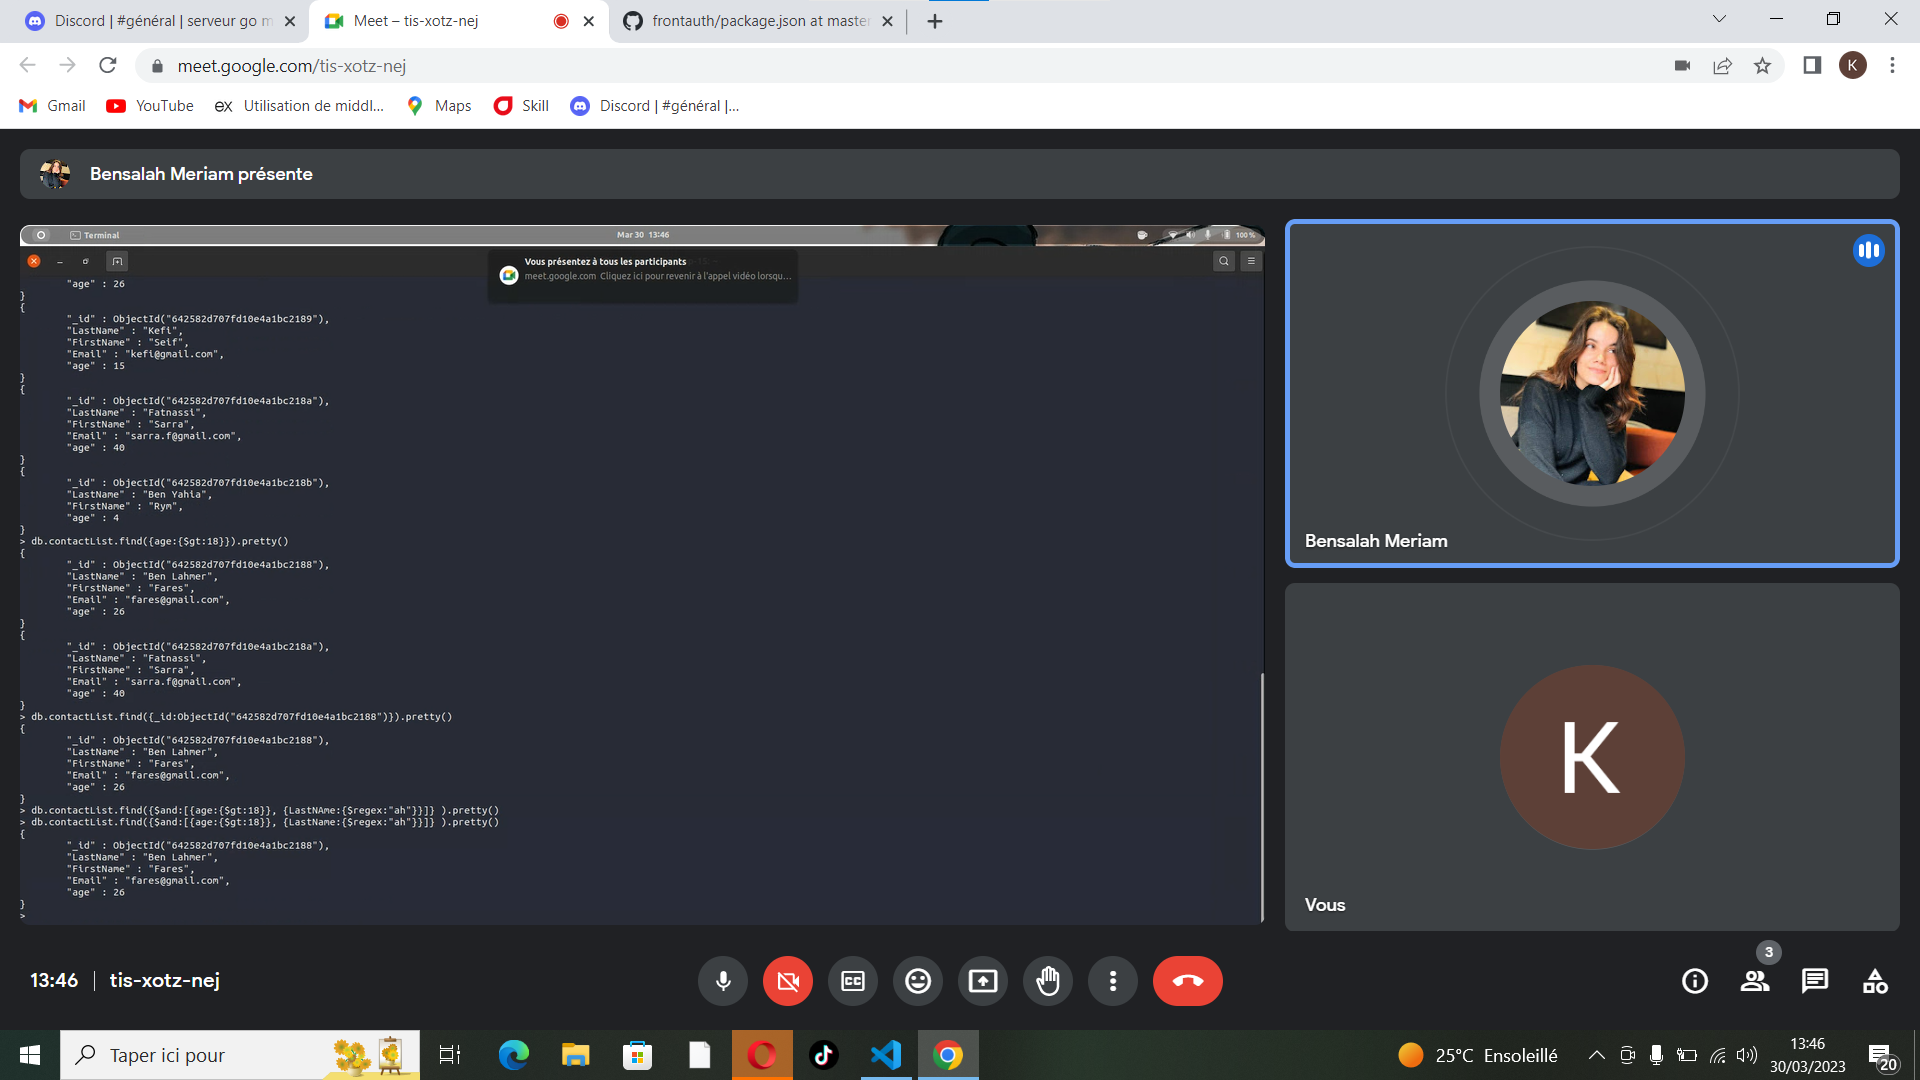 Discord | #général | serveur go m
Meet – tis-xotz-nej
frontauth/package.json at master
meet.google.com/tis-xotz-nej
K
Gmail
YouTube
ex Utilisation de middl...
Maps
Skill
Discord | #général |...
Bensalah Meriam présente
Terminal
Mar 30 13:46
100 %
Vous présentez à tous les participants
meet.google.com Cliquez ici pour revenir à l'appel vidéo lorsqu...
"age" : 26
}
{
"_id" : ObjectId("642582d707fd10e4a1bc2189"),
"LastName" : "Kefi",
"FirstName" : "Seif",
"Email" : "kefi@gmail.com",
"age" : 15
}
{
"_id" : ObjectId("642582d707fd10e4a1bc218a"),
"LastName" : "Fatnassi",
"FirstName" : "Sarra",
"Email" : "sarra.f@gmail.com",
"age" : 40
}
{
"_id" : ObjectId("642582d707fd10e4a1bc218b"),
"LastName" : "Ben Yahia",
"FirstName" : "Rym",
"age" : 4
}
> db.contactList.find({age:{$gt:18}}).pretty()
{
"_id" : ObjectId("642582d707fd10e4a1bc2188"),
"LastName" : "Ben Lahmer",
"FirstName" : "Fares",
"Email" : "fares@gmail.com",
"age" : 26
}
{
"_id" : ObjectId("642582d707fd10e4a1bc218a"),
"LastName" : "Fatnassi",
"FirstName" : "Sarra",
"Email" : "sarra.f@gmail.com",
"age" : 40
}
> db.contactList.find({_id:ObjectId("642582d707fd10e4a1bc2188")}).pretty()
{
"_id" : ObjectId("642582d707fd10e4a1bc2188"),
"LastName" : "Ben Lahmer",
"FirstName" : "Fares",
"Email" : "fares@gmail.com",
"age" : 26
}
> db.contactList.find({$and:[{age:{$gt:18}}, {LastNAme:{$regex:"ah"}}]} ).pretty()
> db.contactList.find({$and:[{age:{$gt:18}}, {LastName:{$regex:"ah"}}]} ).pretty()
{
"_id" : ObjectId("642582d707fd10e4a1bc2188"),
"LastName" : "Ben Lahmer",
"FirstName" : "Fares",
"Email" : "fares@gmail.com",
"age" : 26
}
>
Bensalah Meriam
K
Vous
13:46 | tis-xotz-nej
3
Taper ici pour
25°C Ensoleillé
13:46
30/03/2023
20